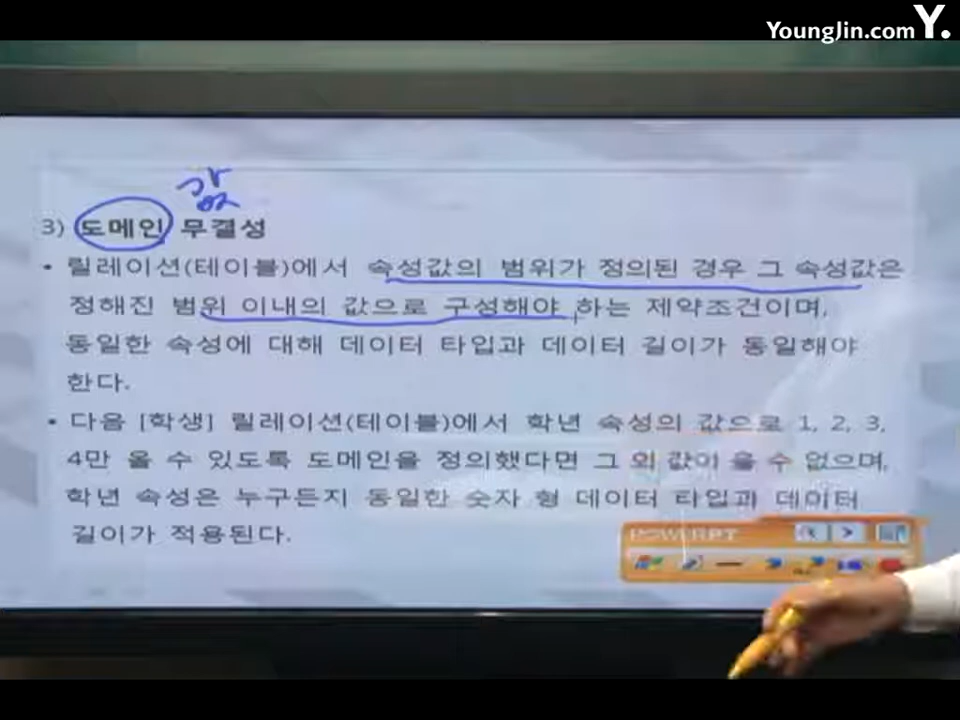 YoungJin.com Y.
값
3) 도메인 무결성
• 릴레이션(테이블)에서 속성값의 범위가 정의된 경우 그 속성값은
정해진 범위 이내의 값으로 구성해야 하는 제약조건이며,
동일한 속성에 대해 데이터 타입과 데이터 길이가 동일해야
한다.
• 다음 [학생] 릴레이션(테이블)에서 학년 속성의 값으로 1, 2, 3,
4만 올 수 있도록 도메인을 정의했다면 그 외 값이 올 수 없으며,
학년 속성은 누구든지 동일한 숫자 형 데이터 타입과 데이터
길이가 적용된다.